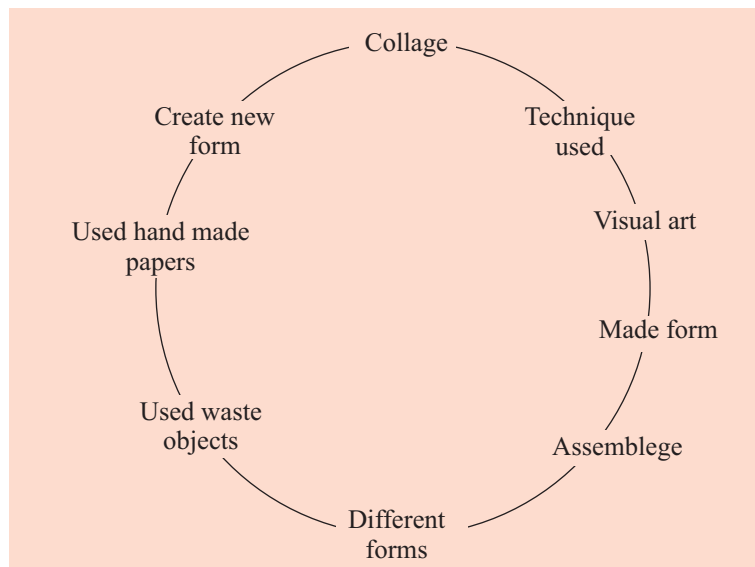 Collage
Technique
used
Visual art
Made form
Assemblege
Different
forms
Used waste
objects
Used hand made
papers
Create new
form